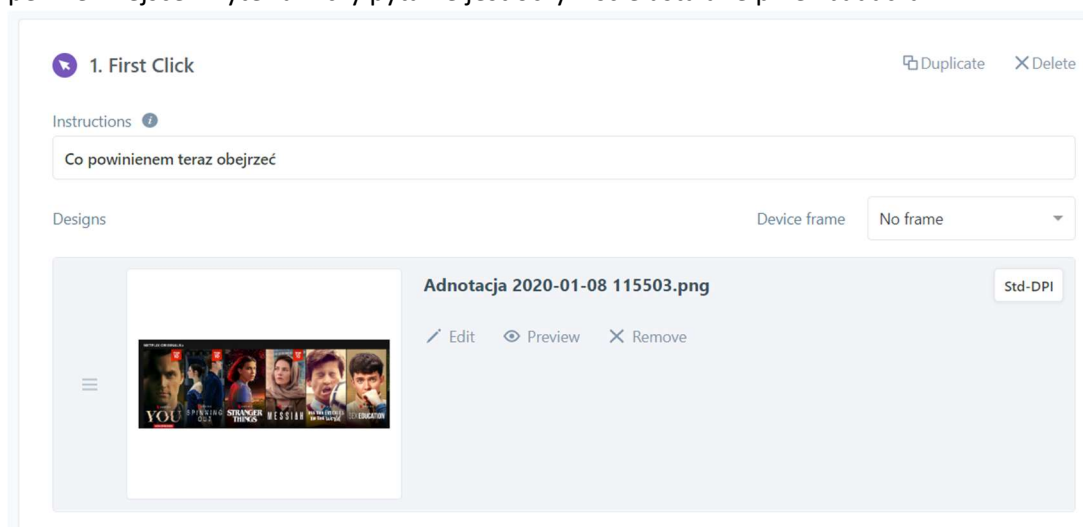 1. First Click
Duplicate
Delete
Instructions
Co powinienem teraz obejrzeć
Designs
Device frame
No frame
Adnotacja 2020-01-08 115503.png
Std-DPI
Edit
Preview
Remove
YOU
SPINNING OUT
STRANGER THINGS
MESSIAH
SEX EDUCATION